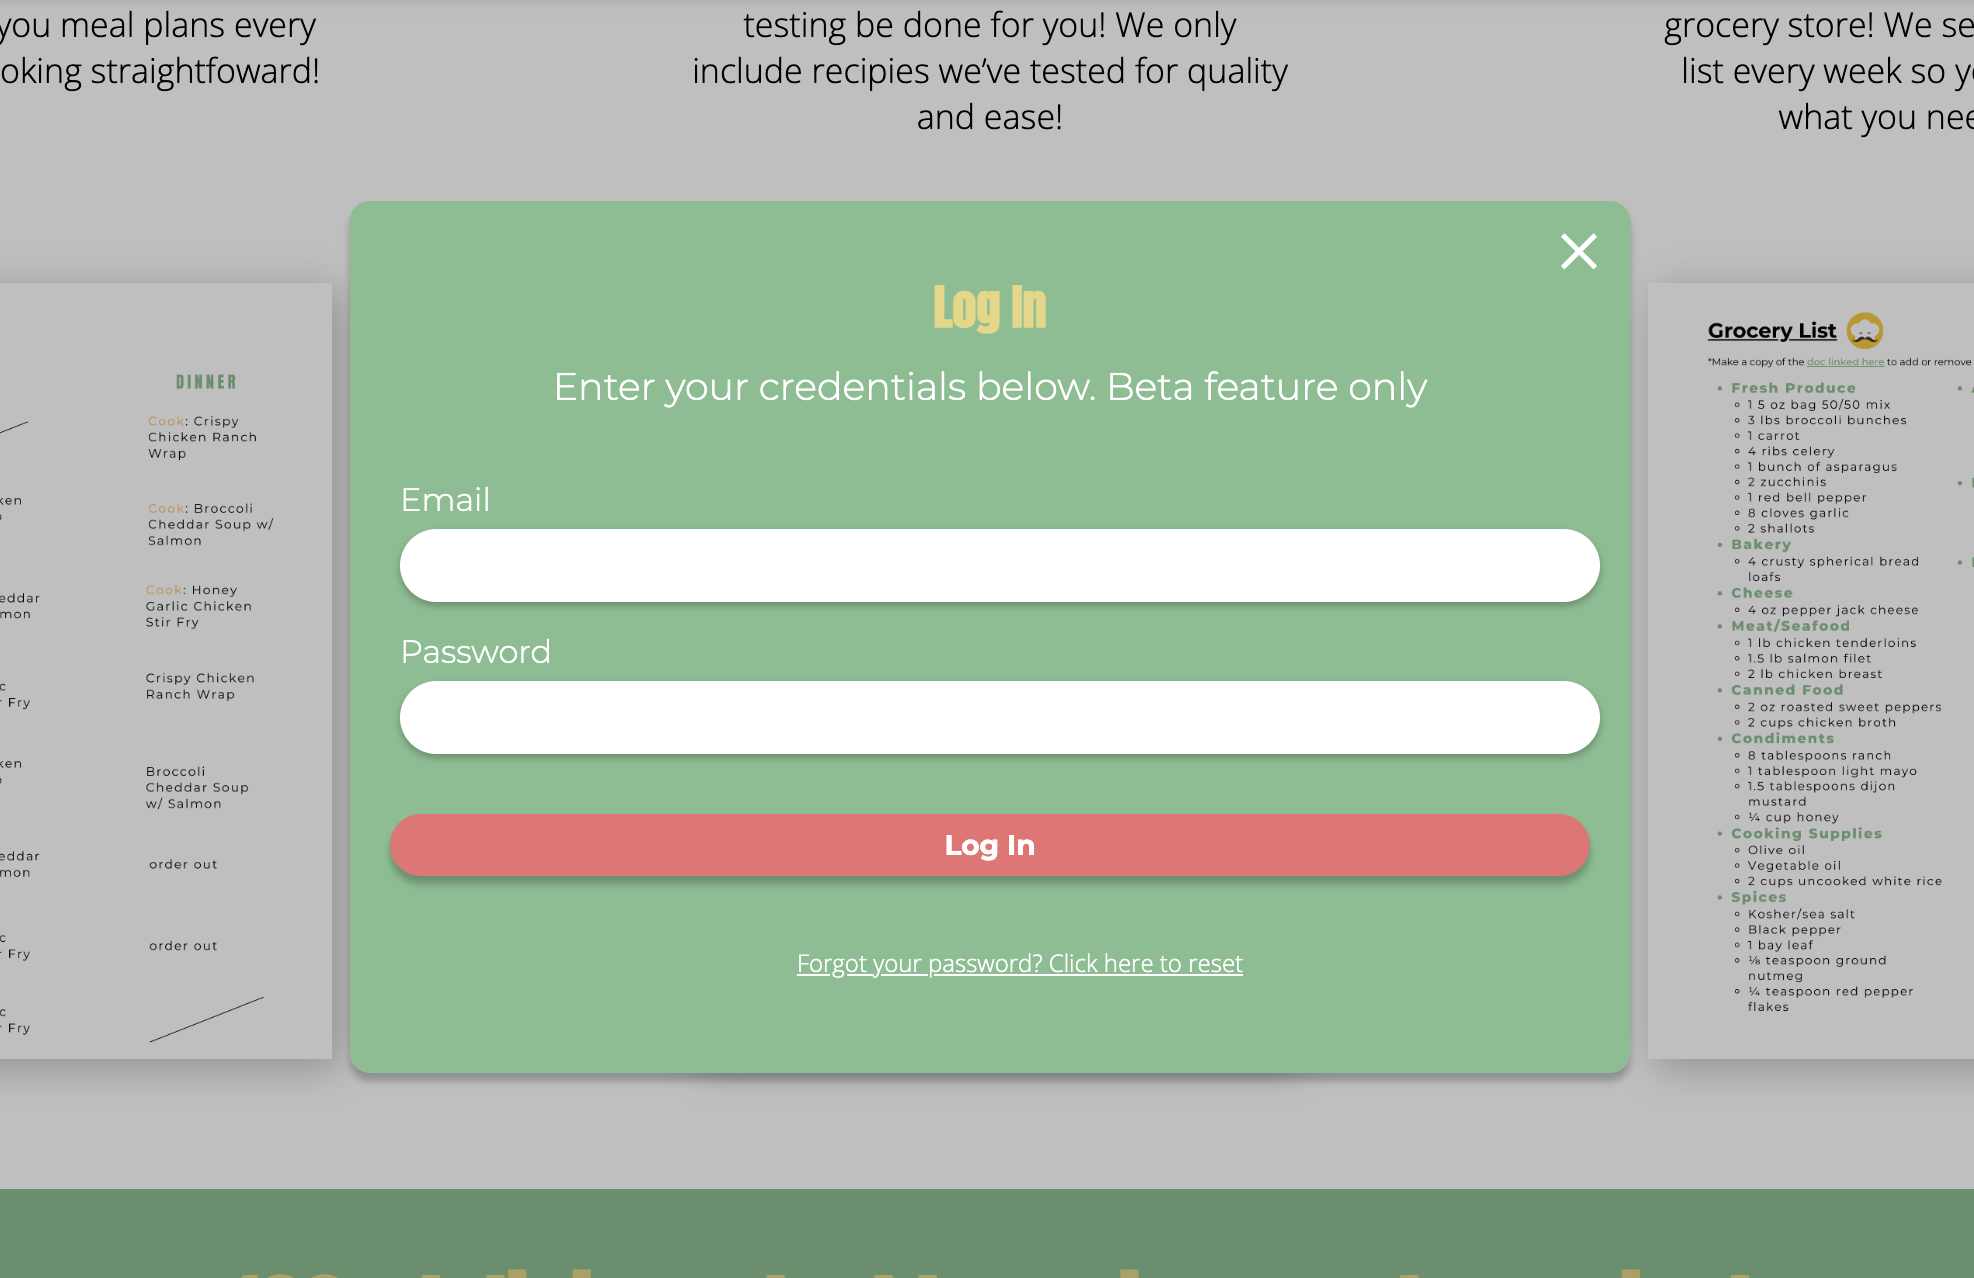 you meal plans every
straightfoward!
testing be done for you! We only
include recipies we've tested for quality
and ease!
grocery store! We
list every week so
what you
DINNER
Cook: Crispy
Chicken Ranch
Wrap
Cook: Broccoli
Cheddar Soup w/
Salmon
Cook: Honey
Garlic Chicken
Stir Fry
Fry
Crispy Chicken
Ranch Wrap
Broccoli
Cheddar Soup
w/ Salmon
order out
order out
Fry
Fry
Log In
Enter your credentials below. Beta feature only
Email
Password
Log In
Forgot your password? Click here to reset
Grocery List
*Make a copy of the doc linked here to add or remove
• Fresh Produce
1 5 oz bag 50/50 mix
3 lbs broccoli bunches
1 carrot
4 ribs celery
1 bunch of asparagus
2 zucchinis
1 red bell pepper
8 cloves garlic
2 shallots
• Bakery
4 crusty spherical bread
loafs
• Cheese
4 oz pepper jack cheese
• Meat/Seafood
1 lb chicken tenderloins
1.5 lb salmon filet
2 lb chicken breast
• Canned Food
2 oz roasted sweet peppers
2 cups chicken broth
• Condiments
8 tablespoons ranch
1 tablespoon light mayo
1.5 tablespoons dijon
mustard
¼ cup honey
• Cooking Supplies
Olive oil
Vegetable oil
2 cups uncooked white rice
• Spices
Kosher/sea salt
Black pepper
1 bay leaf
⅛ teaspoon ground
nutmeg
¼ teaspoon red pepper
flakes